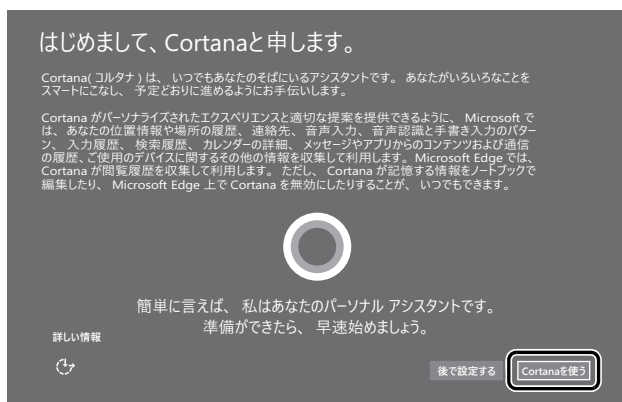 はじめまして、Cortanaと申します。
Cortana( コルタナ ) は、 いつでもあなたのそばにいるアシスタントです。 あなたがいろいろなことを
スマートにこなし、 予定どおりに進めるようにお手伝いします。
Cortana がパーソナライズされたエクスペリエンスと適切な提案を提供できるように、 Microsoft で
は、 あなたの位置情報や場所の履歴、 連絡先、 音声入力、 音声認識と手書き入力のパター
ン、 入力履歴、 検索履歴、 カレンダーの詳細、 メッセージやアプリからのコンテンツおよび通信
の履歴、ご使用のデバイスに関するその他の情報を収集して利用します。Microsoft Edge では、
Cortana が閲覧履歴を収集して利用します。 ただし、 Cortana が記憶する情報をノートブックで
編集したり、 Microsoft Edge 上で Cortana を無効にしたりすることが、 いつでもできます。
簡単に言えば、 私はあなたのパーソナル アシスタントです。
準備ができたら、 早速始めましょう。
詳しい情報
後で設定する
Cortanaを使う